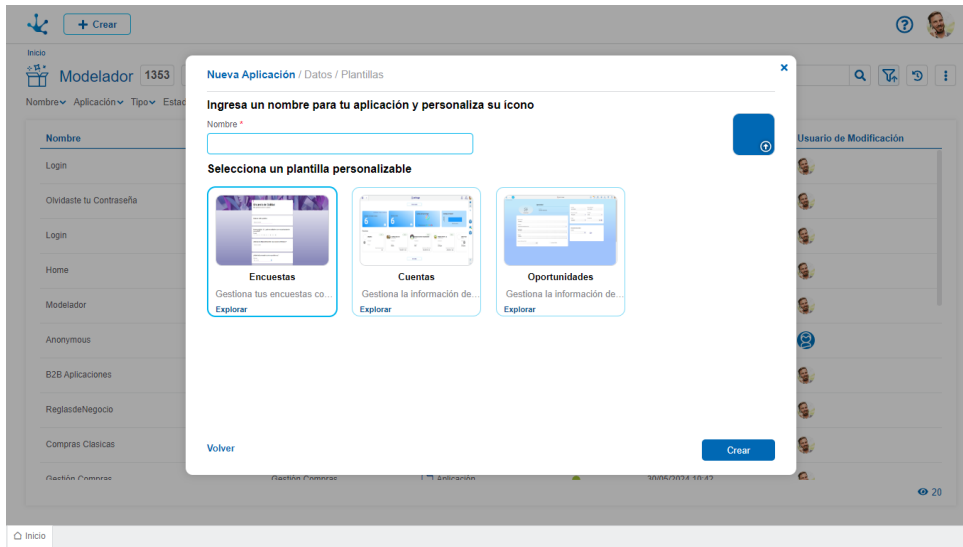 + Crear
Inicio
Modelador 1353
Nombre Aplicación Tipo Estad
Nueva Aplicación / Datos / Plantillas
Ingresa un nombre para tu aplicación y personaliza su icono
Nombre *
Selecciona un plantilla personalizable
Encuestas
Gestiona tus encuestas co...
Explorar
Cuentas
Gestiona la información de...
Explorar
Oportunidades
Gestiona la información de...
Explorar
Volver
Crear
Nombre
Usuario de Modificación
Login
Olvidaste tu Contraseña
Login
Home
Modelador
Anonymous
B2B Aplicaciones
ReglasdeNegocio
Compras Clasicas
Gestión Compras Gestión Compras Aplicación 30/05/2024 10:42
20
Inicio